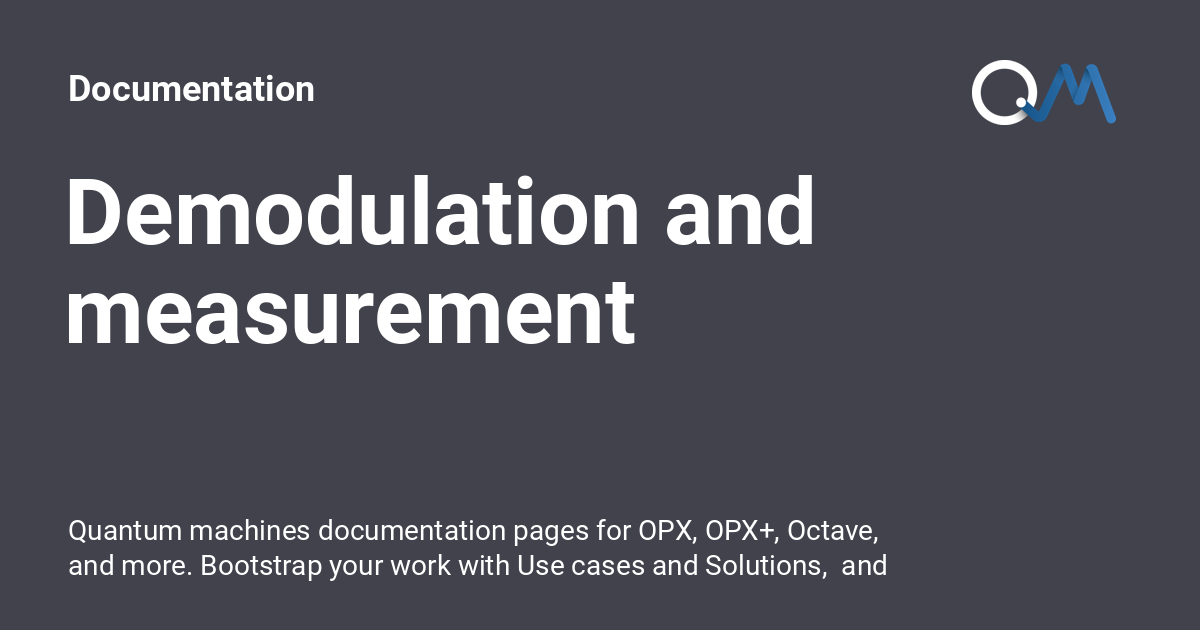 Documentation
QM
Demodulation and
measurement
Quantum machines documentation pages for OPX, OPX+, Octave,
and more. Bootstrap your work with Use cases and Solutions,  and